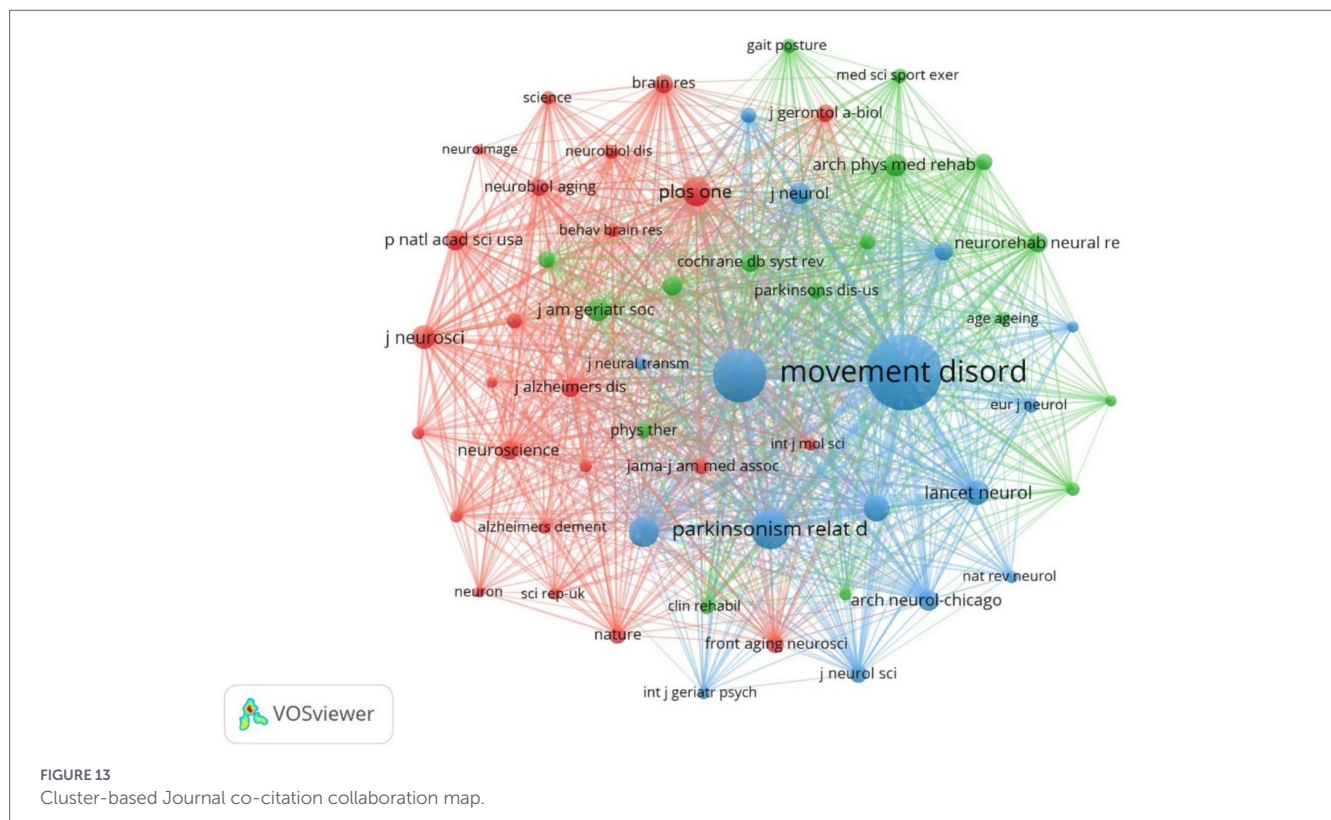 gait posture
med sci sport exer
brain res
science
j gerontol a-biol
neuroimage
neurobiol dis
arch phys med rehab
neurobiol aging
plos one
j neurol
behav brain res
p natl acad sci usa
neurorehab neural re
cochrane db syst rev
parkinsons dis-us
j am geriatr soc
age ageing
j neurosci
j neural transm
movement disord
j alzheimers dis
eur j neurol
phys ther
int j mol sci
neuroscience
jama-j am med assoc
lancet neurol
alzheimers dement
parkinsonism relat d
nat rev neurol
neuron
sci rep-uk
clin rehabil
arch neurol-chicago
nature
front aging neurosci
j neurol sci
int j geriatr psych
VOSviewer
FIGURE 13
Cluster-based Journal co-citation collaboration map.